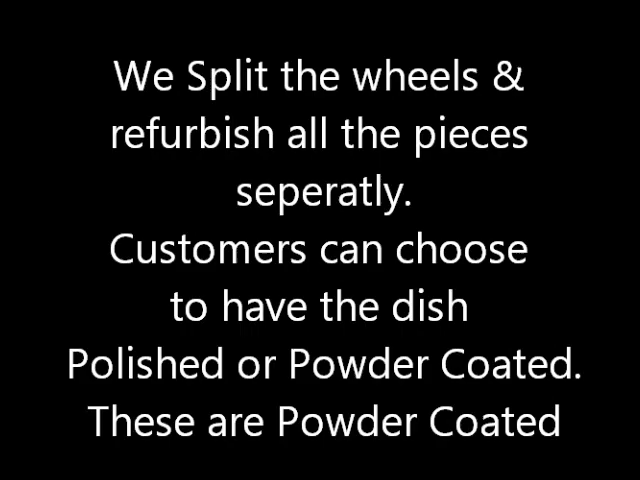 We Split the wheels &
refurbish all the pieces
seperatly.
Customers can choose
to have the dish
Polished or Powder Coated.
These are Powder Coated